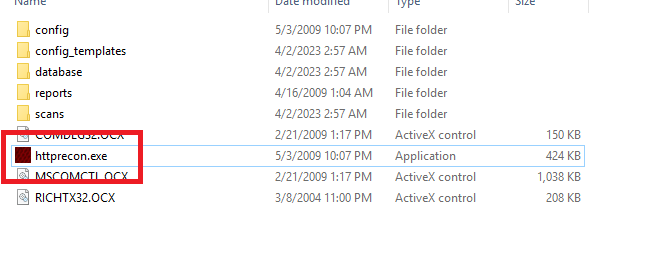 Name Date modified Type Size
config 5/3/2009 10:07 PM File folder
config_templates 4/2/2023 2:57 AM File folder
database 4/2/2023 2:57 AM File folder
reports 4/16/2009 1:04 AM File folder
scans 4/2/2023 2:57 AM File folder
COMDLG32.OCX 2/21/2009 1:17 PM ActiveX control 150 KB
httprecon.exe 5/3/2009 10:07 PM Application 424 KB
MSCOMCTL.OCX 2/21/2009 1:17 PM ActiveX control 1,038 KB
RICHTX32.OCX 3/8/2004 11:00 PM ActiveX control 208 KB